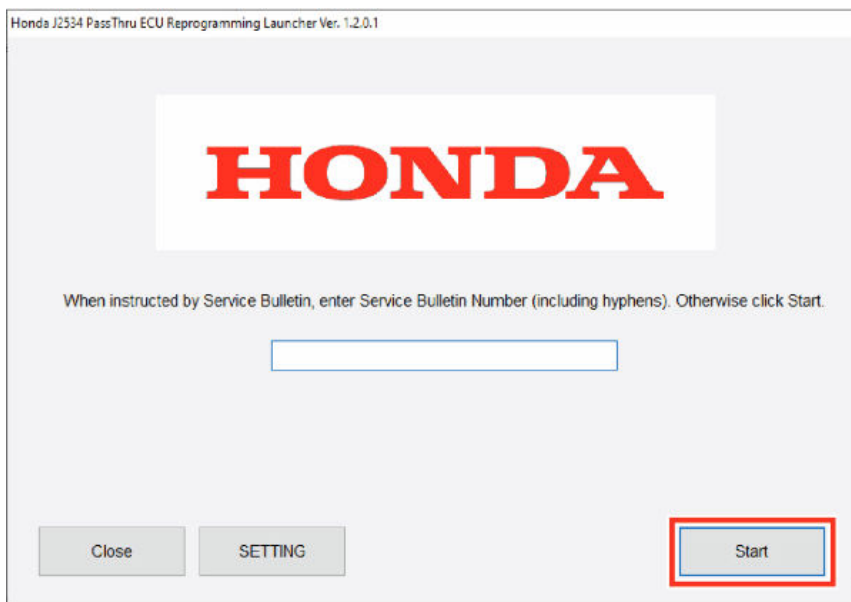 Honda J2534 PassThru ECU Reprogramming Launcher Ver. 1.2.0.1
HONDA
When instructed by Service Bulletin, enter Service Bulletin Number (including hyphens). Otherwise click Start.
Close
SETTING
Start